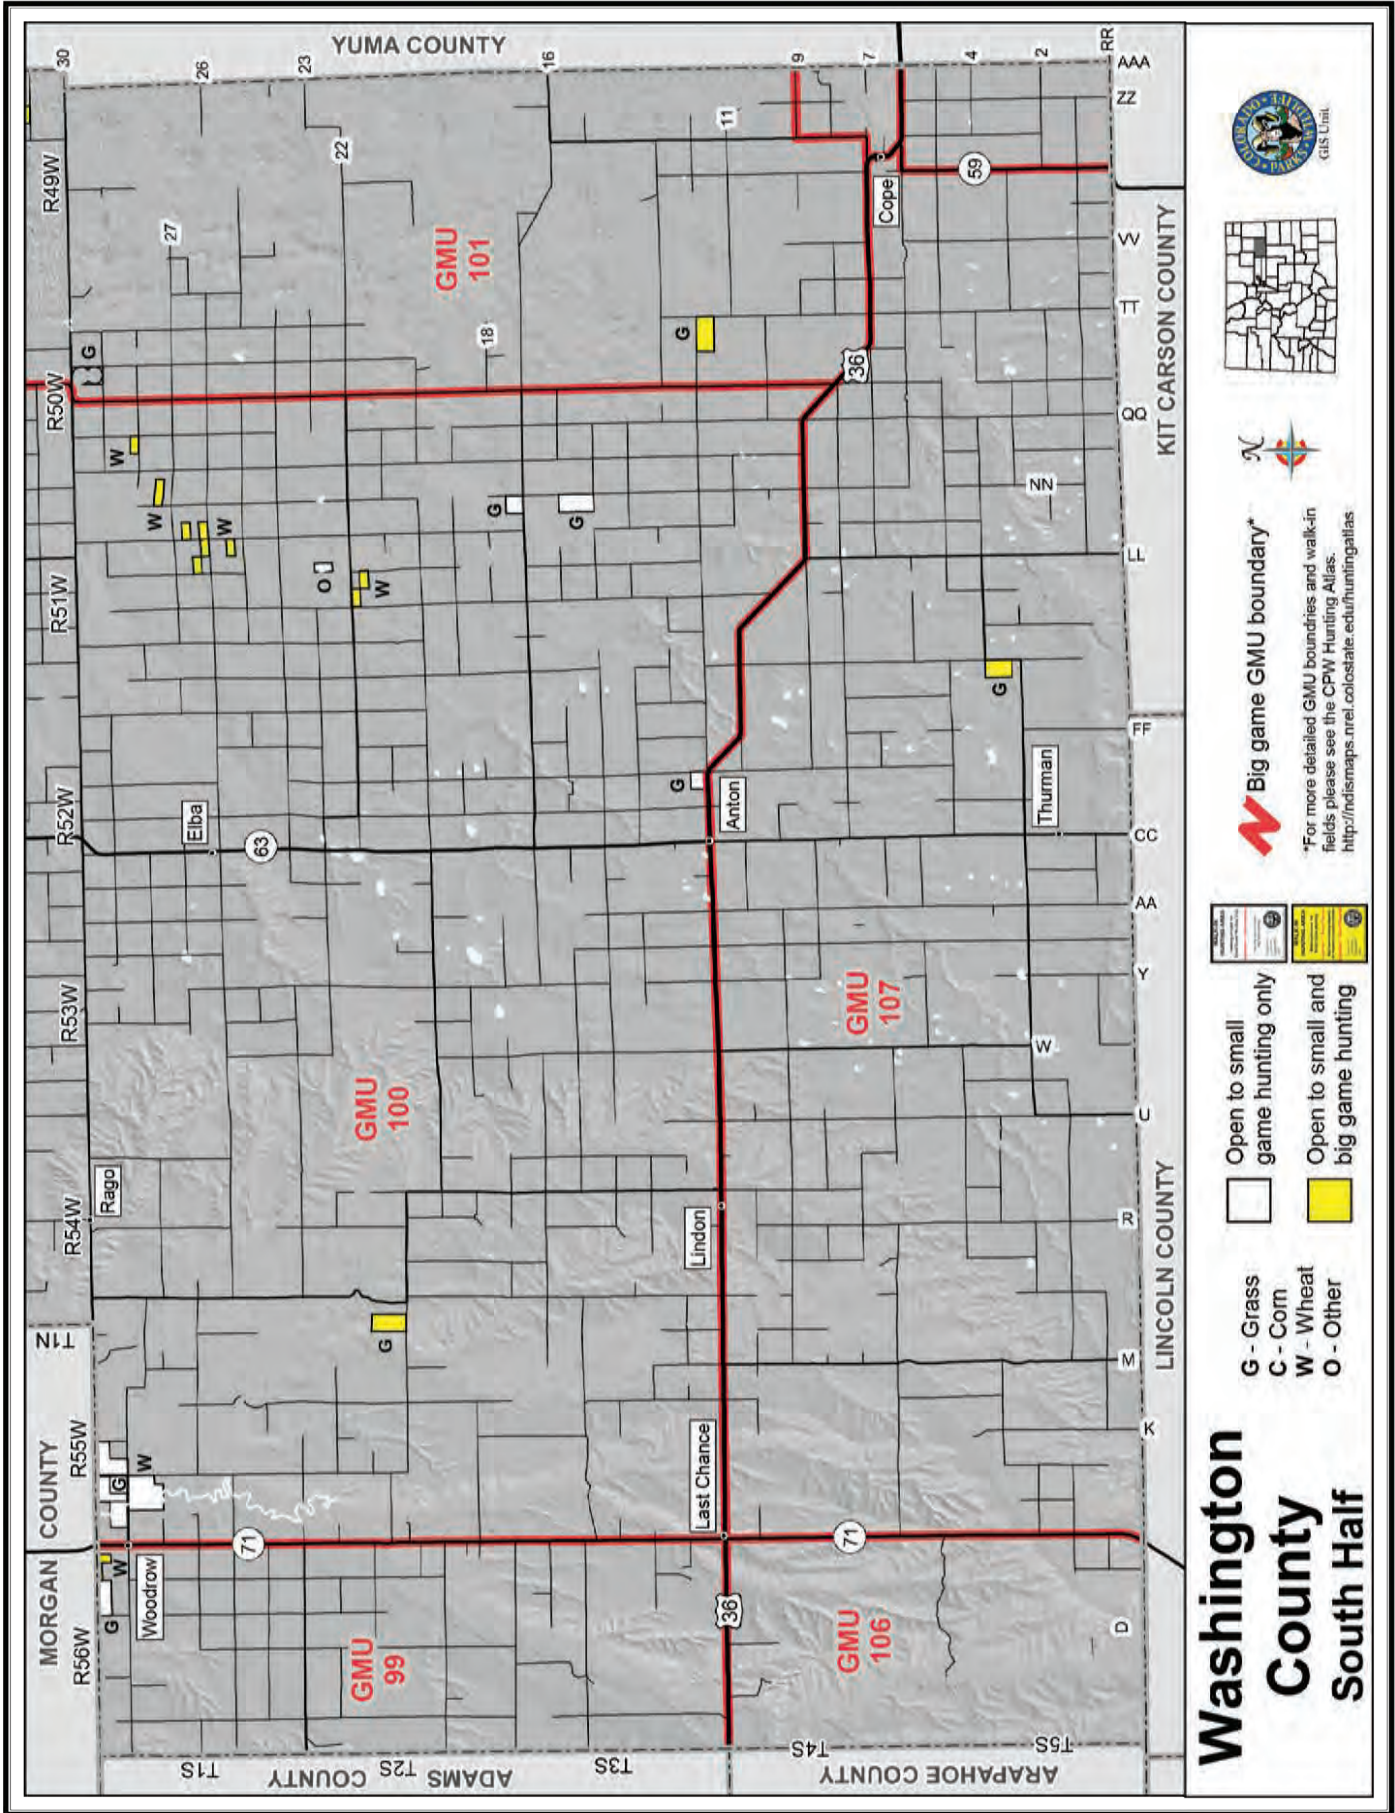 MORGAN COUNTY
YUMA COUNTY
R56W
R55W
T1N
R54W
R53W
R52W
R51W
R50W
R49W
30
26
23
16
9
7
4
2
RR
AAA
ZZ
VV
TT
QQ
NN
LL
FF
CC
AA
Y
W
U
R
M
K
D
27
22
18
11
T1S
T2S
T3S
T4S
T5S
ADAMS
COUNTY
ARAPAHOE COUNTY
LINCOLN COUNTY
KIT CARSON COUNTY
GMU
99
GMU
100
GMU
101
GMU
106
GMU
107
Woodrow
Rago
Elba
Last Chance
Lindon
Anton
Thurman
Cope
71
71
63
59
36
36
G
W
G
W
G
W
W
W
O
W
G
G
G
G
G
G
Washington
County
South Half
G - Grass
C - Corn
W - Wheat
O - Other
Open to small
game hunting only
Open to small and
big game hunting
Big game GMU boundary*
*For more detailed GMU boundries and walk-in
fields please see the CPW Hunting Atlas.
http://ndismaps.nrel.colostate.edu/huntingatlas
N
COLORADO
PARKS • WILDLIFE
GIS Unit